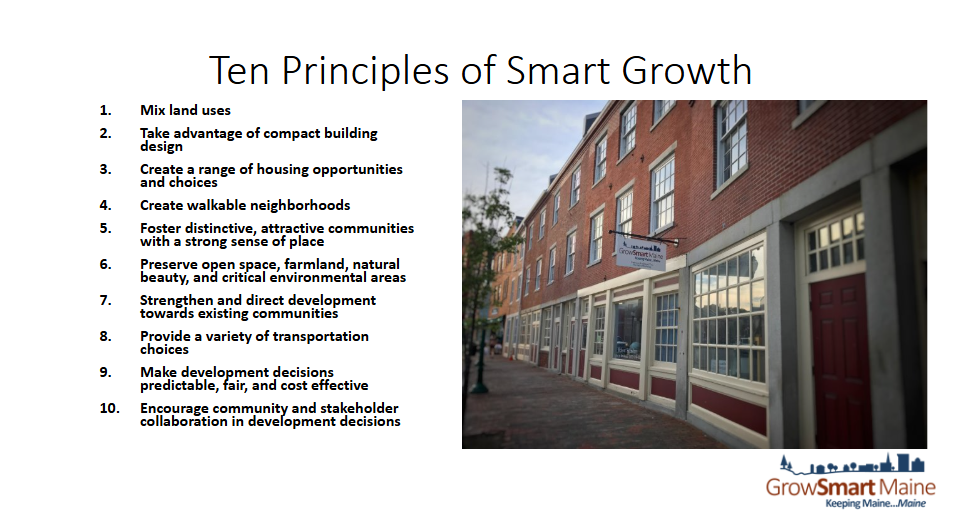 Ten Principles of Smart Growth
1. Mix land uses
2. Take advantage of compact building
design
3. Create a range of housing opportunities
and choices
4. Create walkable neighborhoods
5. Foster distinctive, attractive communities
with a strong sense of place
6. Preserve open space, farmland, natural
beauty, and critical environmental areas
7. Strengthen and direct development
towards existing communities
8. Provide a variety of transportation
choices
9. Make development decisions
predictable, fair, and cost effective
10. Encourage community and stakeholder
collaboration in development decisions
GrowSmart Maine
GrowSmart Maine
Keeping Maine...Maine